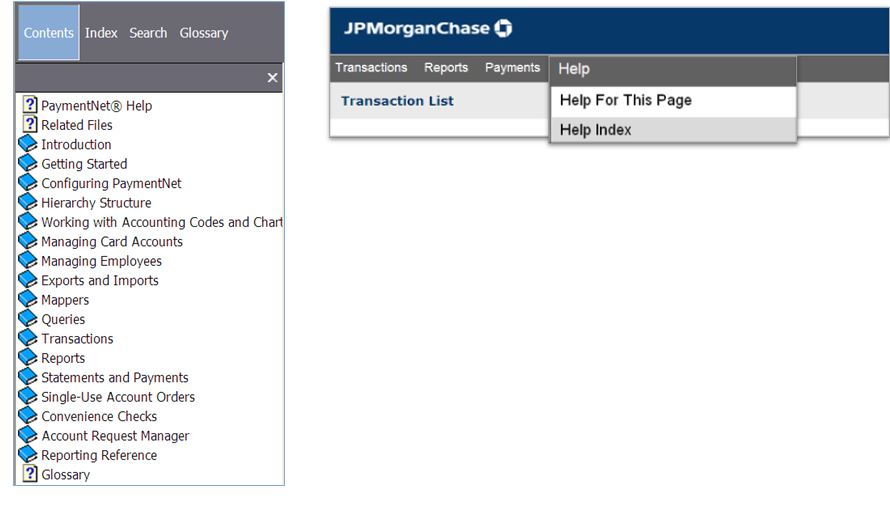 Contents Index Search Glossary
PaymentNet® Help
Related Files
Introduction
Getting Started
Configuring PaymentNet
Hierarchy Structure
Working with Accounting Codes and Chart
Managing Card Accounts
Managing Employees
Exports and Imports
Mappers
Queries
Transactions
Reports
Statements and Payments
Single-Use Account Orders
Convenience Checks
Account Request Manager
Reporting Reference
Glossary
JPMorganChase
Transactions Reports Payments Help
Transaction List
Help For This Page
Help Index